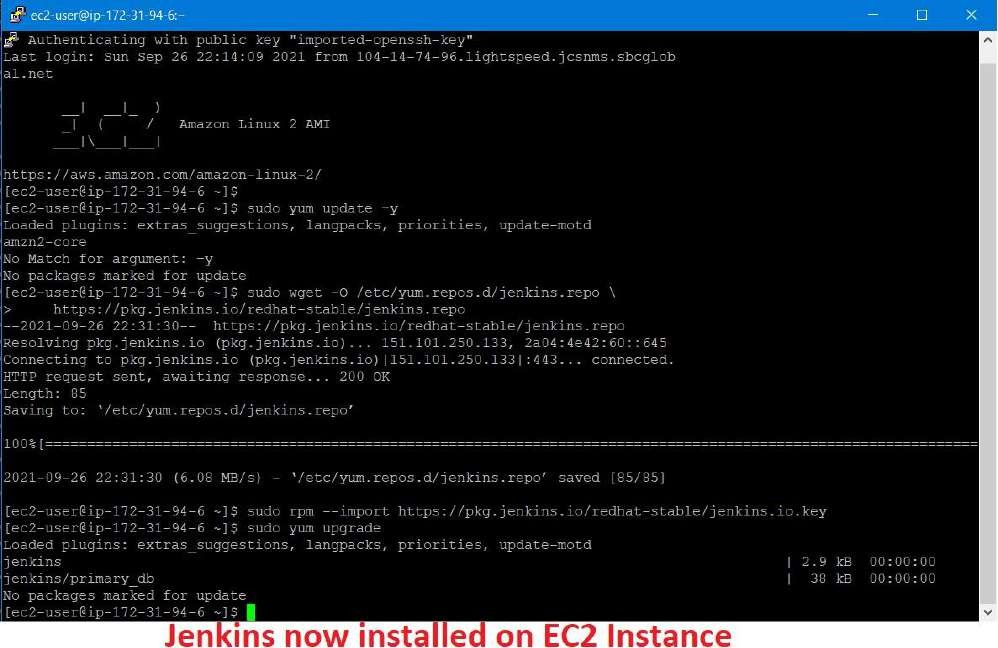 ec2-user@ip-172-31-94-6:~
Authenticating with public key "imported-openssh-key"
Last login: Sun Sep 26 22:14:09 2021 from 104-14-74-96.lightspeed.jcsnms.sbcglob
al.net
__|  __|_  )
_|  (     /   Amazon Linux 2 AMI
___|\___|___|
https://aws.amazon.com/amazon-linux-2/
[ec2-user@ip-172-31-94-6 ~]$
[ec2-user@ip-172-31-94-6 ~]$ sudo yum update –y
Loaded plugins: extras_suggestions, langpacks, priorities, update-motd
amzn2-core
No Match for argument: –y
No packages marked for update
[ec2-user@ip-172-31-94-6 ~]$ sudo wget -O /etc/yum.repos.d/jenkins.repo \
>     https://pkg.jenkins.io/redhat-stable/jenkins.repo
--2021-09-26 22:31:30--  https://pkg.jenkins.io/redhat-stable/jenkins.repo
Resolving pkg.jenkins.io (pkg.jenkins.io)... 151.101.250.133, 2a04:4e42:60::645
Connecting to pkg.jenkins.io (pkg.jenkins.io)|151.101.250.133|:443... connected.
HTTP request sent, awaiting response... 200 OK
Length: 85
Saving to: ‘/etc/yum.repos.d/jenkins.repo’
100%[===============================================================================================================
2021-09-26 22:31:30 (6.08 MB/s) - ‘/etc/yum.repos.d/jenkins.repo’ saved [85/85]
[ec2-user@ip-172-31-94-6 ~]$ sudo rpm --import https://pkg.jenkins.io/redhat-stable/jenkins.io.key
[ec2-user@ip-172-31-94-6 ~]$ sudo yum upgrade
Loaded plugins: extras_suggestions, langpacks, priorities, update-motd
jenkins | 2.9 kB  00:00:00
jenkins/primary_db |  38 kB  00:00:00
No packages marked for update
[ec2-user@ip-172-31-94-6 ~]$
Jenkins now installed on EC2 Instance